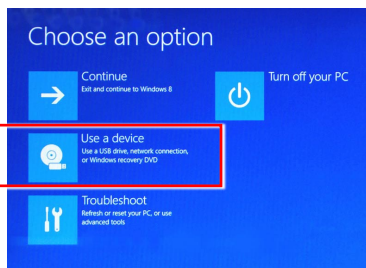 Choose an option
Continue
Exit and continue to Windows 8
Turn off your PC
Use a device
Use a USB drive, network connection,
or Windows recovery DVD
Troubleshoot
Refresh or reset your PC, or use
advanced tools